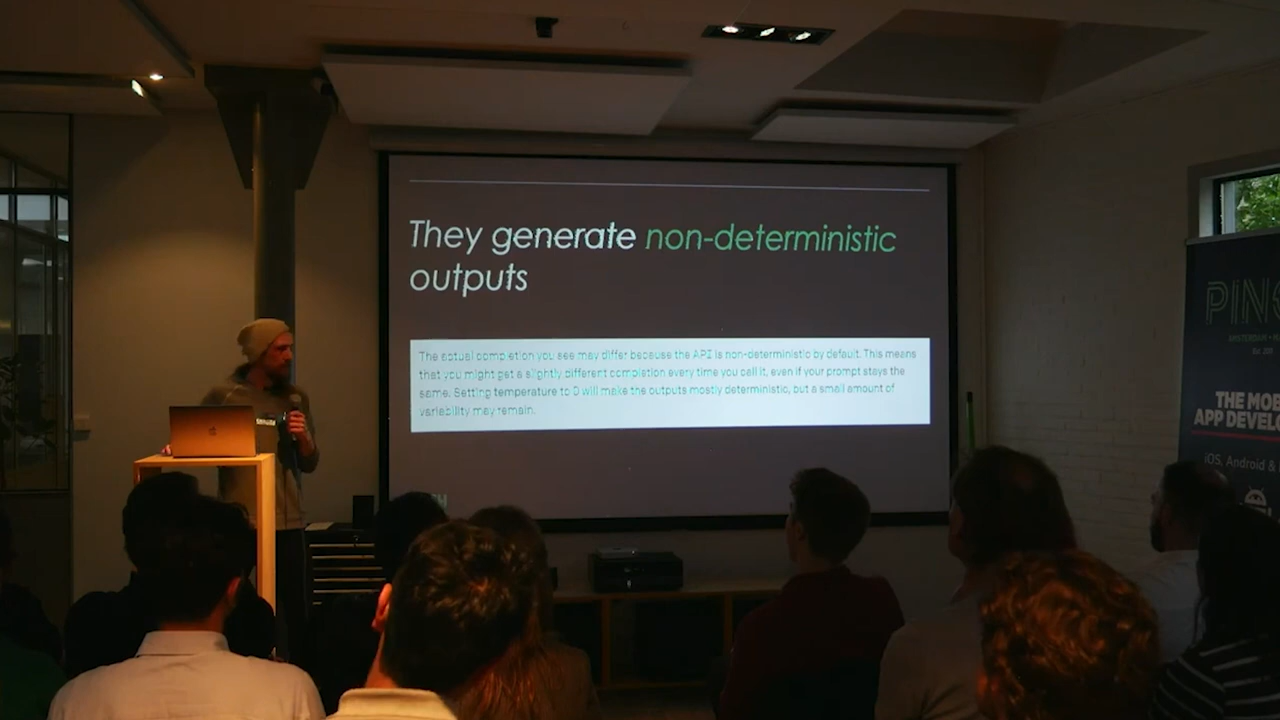 They generate non-deterministic
outputs
The actual completion you see may differ because the API is non-deterministic by default. This means
that you might get a slightly different completion every time you call it, even if your prompt stays the
same. Setting temperature to 0 will make the outputs mostly deterministic, but a small amount of
variability may remain.
THE MOB
APP DEVELO
iOS, Android &